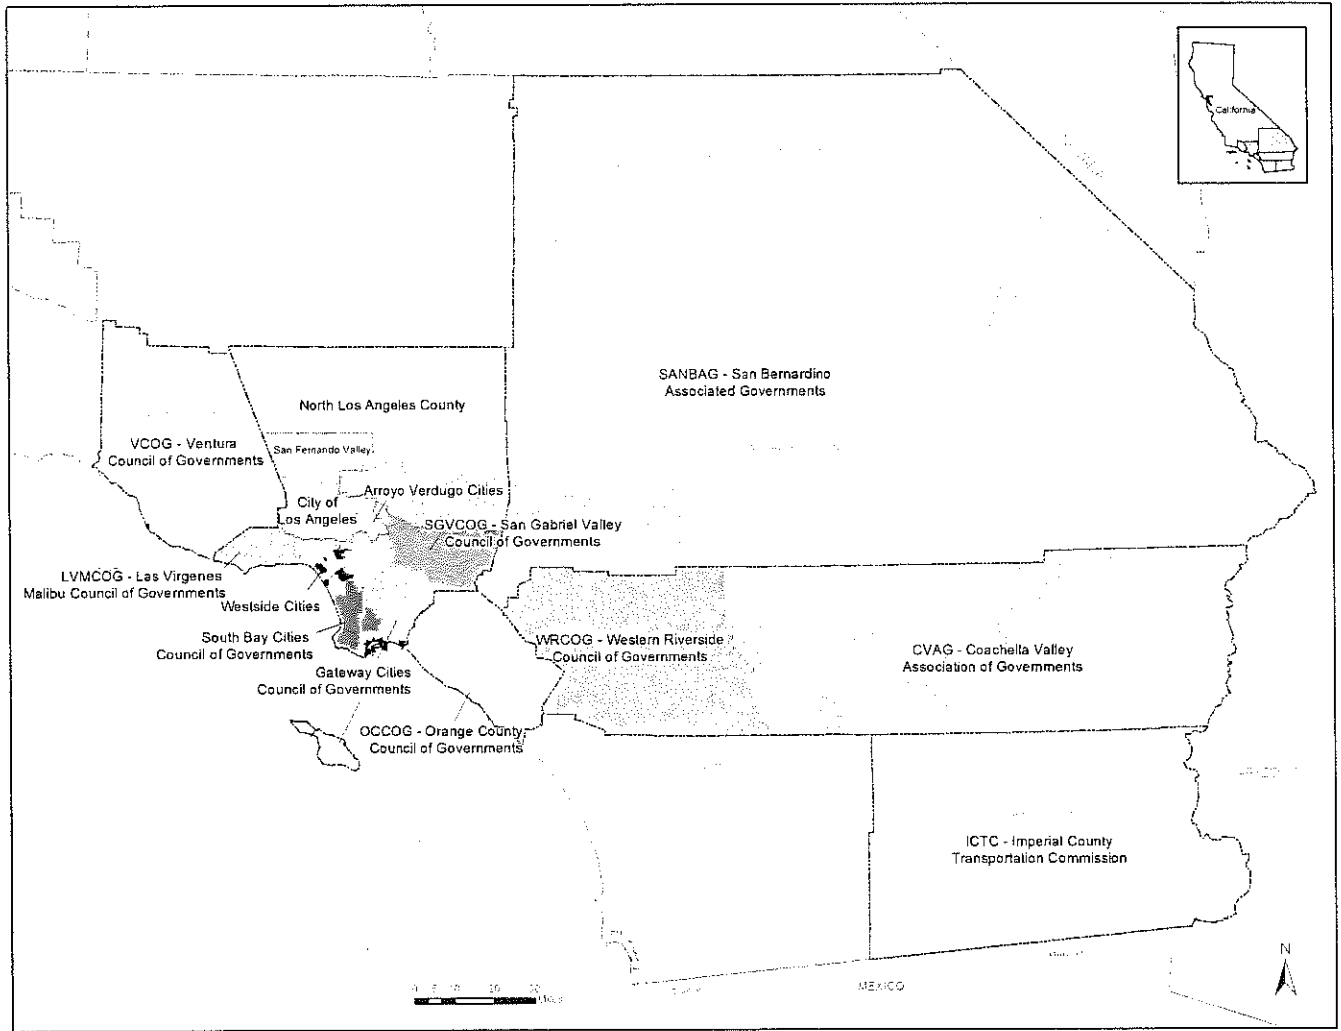 California
SANBAG - San Bernardino
Associated Governments
North Los Angeles County
VCOG - Ventura
Council of Governments
San Fernando Valley
Arroyo Verdugo Cities
City of
Los Angeles
SGVCOG - San Gabriel Valley
Council of Governments
LVMCOG - Las Virgenes
Malibu Council of Governments
Westside Cities
South Bay Cities
Council of Governments
WRCOG - Western Riverside
Council of Governments
CVAG - Coachella Valley
Association of Governments
Gateway Cities
Council of Governments
OCCOG - Orange County
Council of Governments
ICTC - Imperial County
Transportation Commission
N
MEXICO
Miles